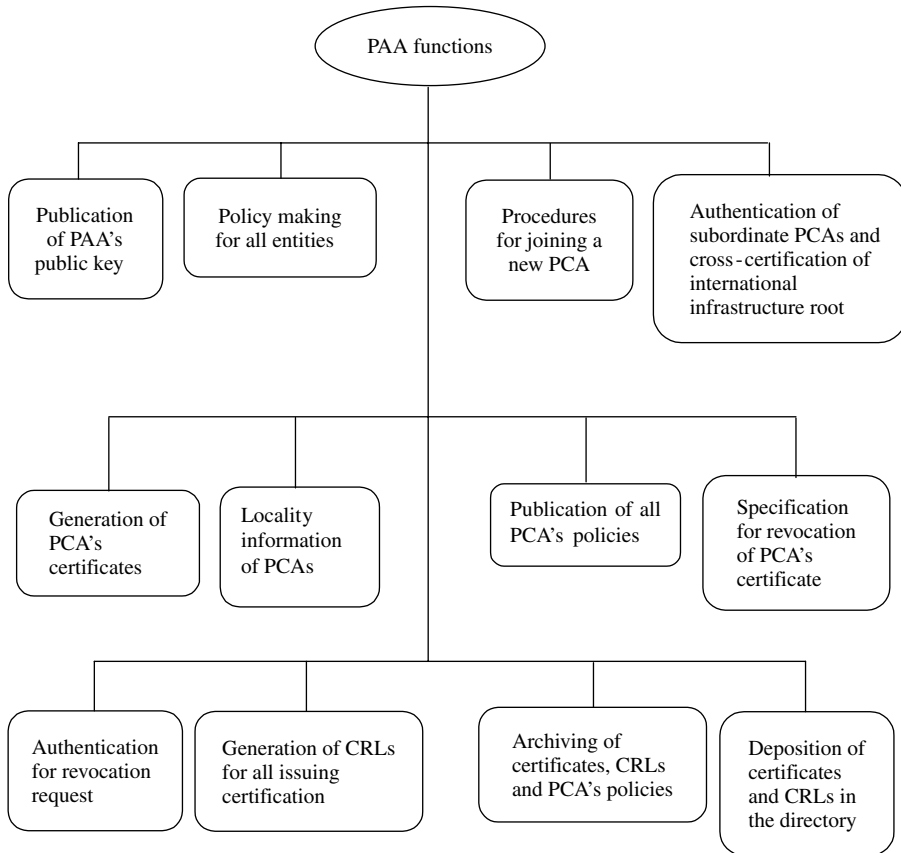 PAA functions
Publication
of PAA's
public key
Policy making
for all entities
Procedures
for joining a
new PCA
Authentication of
subordinate PCAs and
cross-certification of
international
infrastructure root
Generation of
PCA's
certificates
Locality
information
of PCAs
Publication of all
PCA's policies
Specification
for revocation
of PCA's
certificate
Authentication
for revocation
request
Generation of CRLs
for all issuing
certification
Archiving of
certificates, CRLs
and PCA's policies
Deposition of
certificates
and CRLs in
the directory